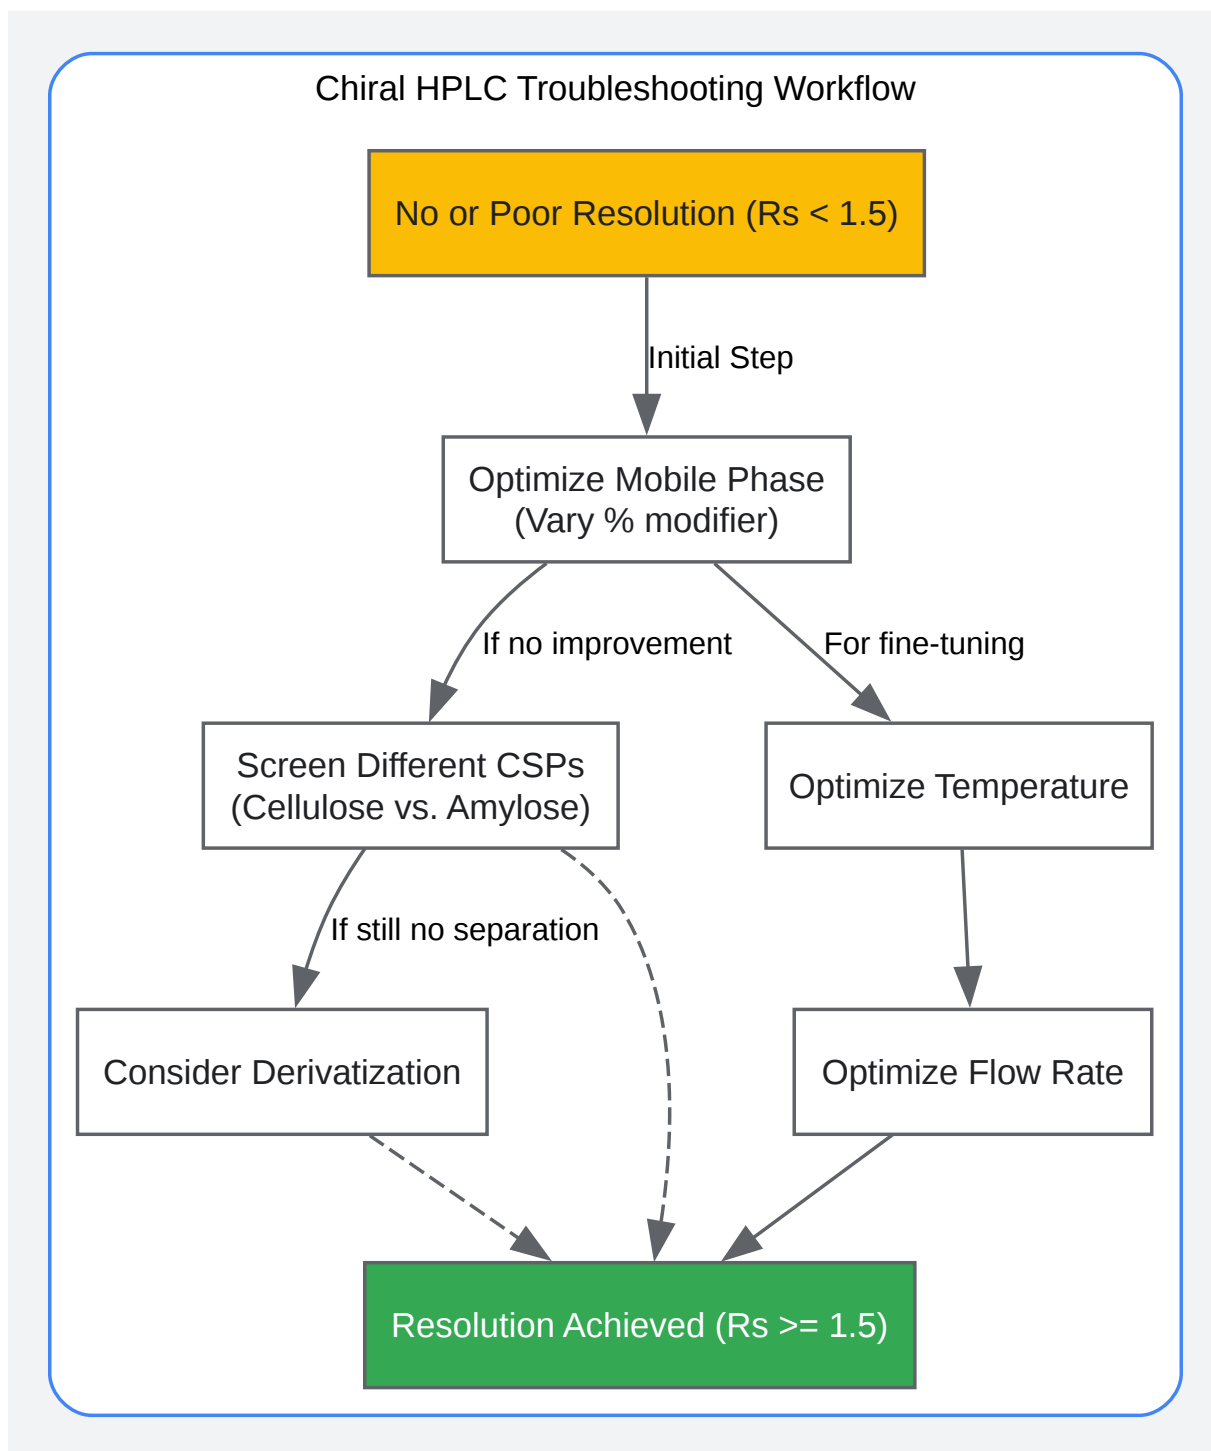 Chiral HPLC Troubleshooting Workflow
No or Poor Resolution (Rs < 1.5)
Initial Step
Optimize Mobile Phase
(Vary % modifier)
If no improvement
For fine-tuning
Screen Different CSPs
(Cellulose vs. Amylose)
Optimize Temperature
If still no separation
Consider Derivatization
Optimize Flow Rate
Resolution Achieved (Rs >= 1.5)